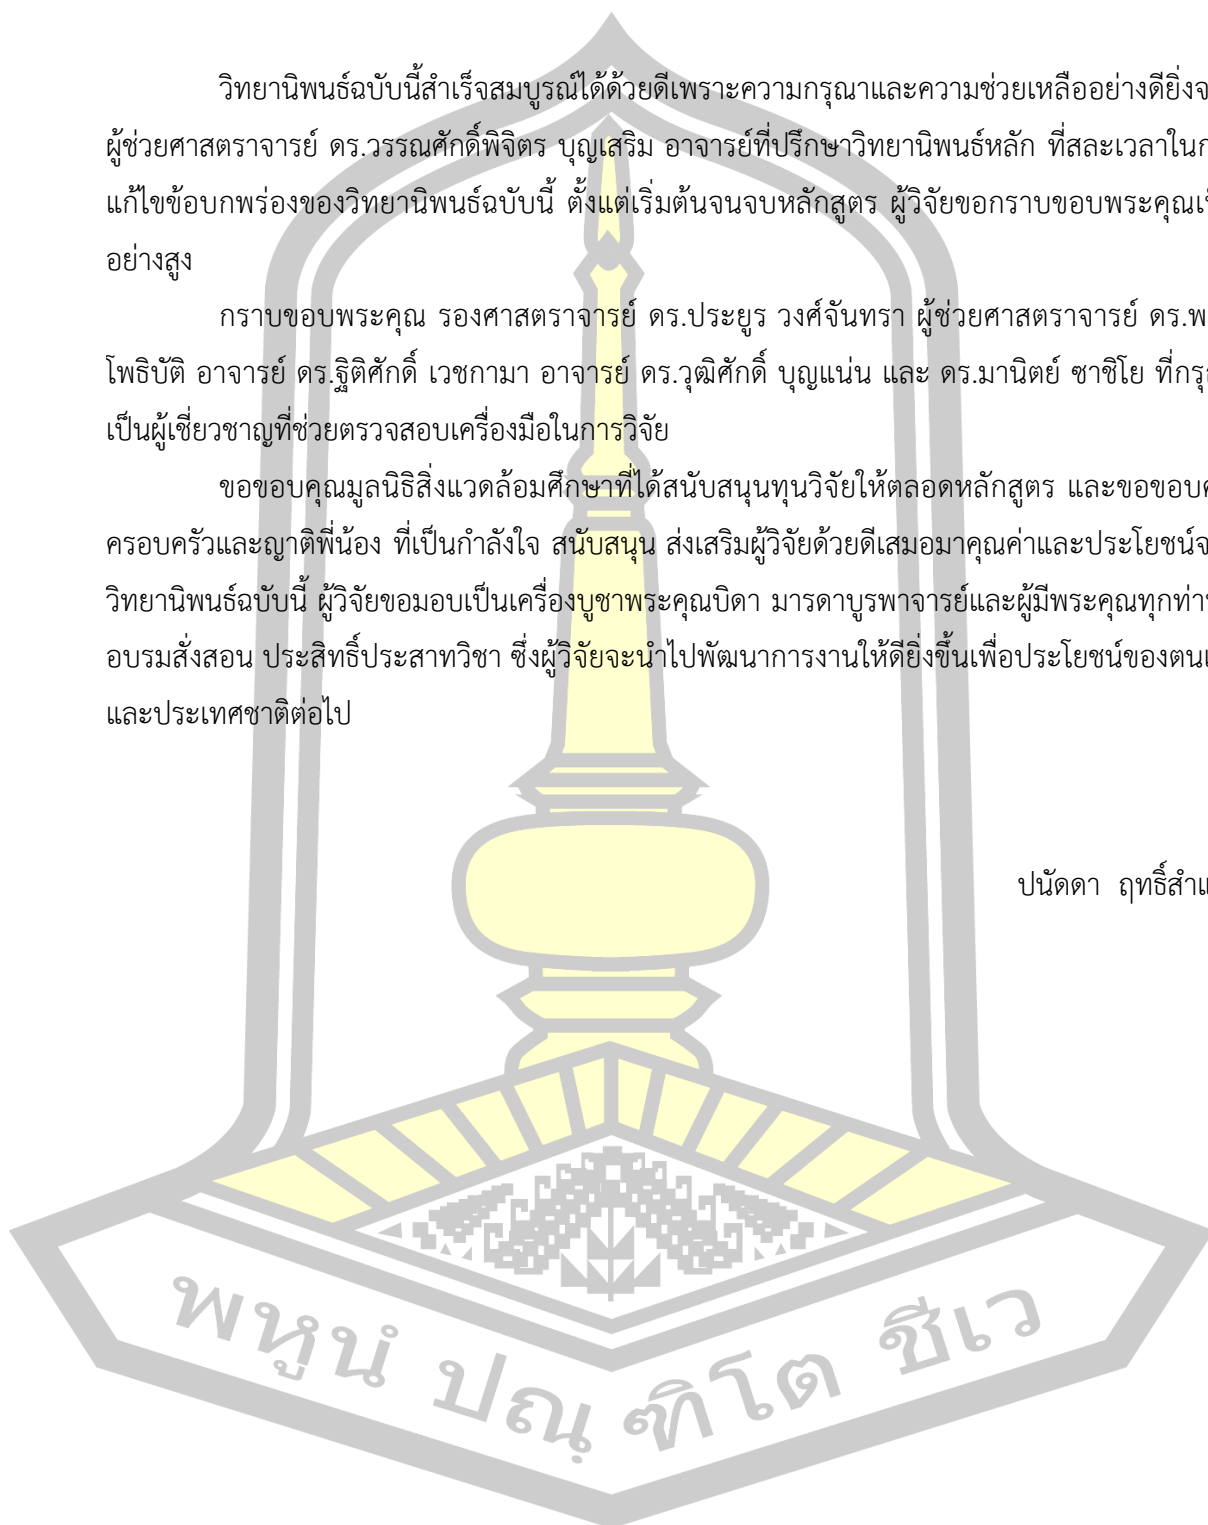 วิทยานิพนธ์ฉบับนี้สำเร็จสมบูรณ์ได้ด้วยดีเพราะความกรุณาและความช่วยเหลืออย่างดียิ่งจ
ผู้ช่วยศาสตราจารย์ ดร.วรรณศักดิ์พิจิตร บุญเสริม อาจารย์ที่ปรึกษาวิทยานิพนธ์หลัก ที่สละเวลาใน
แก้ไขข้อบกพร่องของวิทยานิพนธ์ฉบับนี้ ตั้งแต่เริ่มต้นจนจบหลักสูตร ผู้วิจัยขอกราบขอบพระคุณ
อย่างสูง
กราบขอบพระคุณ รองศาสตราจารย์ ดร.ประยูร วงศ์จันทรา ผู้ช่วยศาสตราจารย์ ดร.พ
โพธิบัติ อาจารย์ ดร.ฐิติศักดิ์ เวชกามา อาจารย์ ดร.วุฒิศักดิ์ บุญแน่น และ ดร.มานิตย์ ซาชิโย ที่
เป็นผู้เชี่ยวชาญที่ช่วยตรวจสอบเครื่องมือในการวิจัย
ขอขอบคุณมูลนิธิสิ่งแวดล้อมศึกษาที่ได้สนับสนุนทุนวิจัยให้ตลอดหลักสูตร และขอขอบ
ครอบครัวและญาติพี่น้อง ที่เป็นกำลังใจ สนับสนุน ส่งเสริมผู้วิจัยด้วยดีเสมอมาคุณค่าและประโยชน์จ
วิทยานิพนธ์ฉบับนี้ ผู้วิจัยขอมอบเป็นเครื่องบูชาพระคุณบิดา มารดาบูรพาจารย์และผู้มีพระคุณทุกท่า
อบรมสั่งสอน ประสิทธิ์ประสาทวิชา ซึ่งผู้วิจัยจะนำไปพัฒนาการงานให้ดียิ่งขึ้นเพื่อประโยชน์ของตน
และประเทศชาติต่อไป
ปนัดดา ฤทธิ์สำแ
พหูนํ ปณฺฑิโต ชีเว